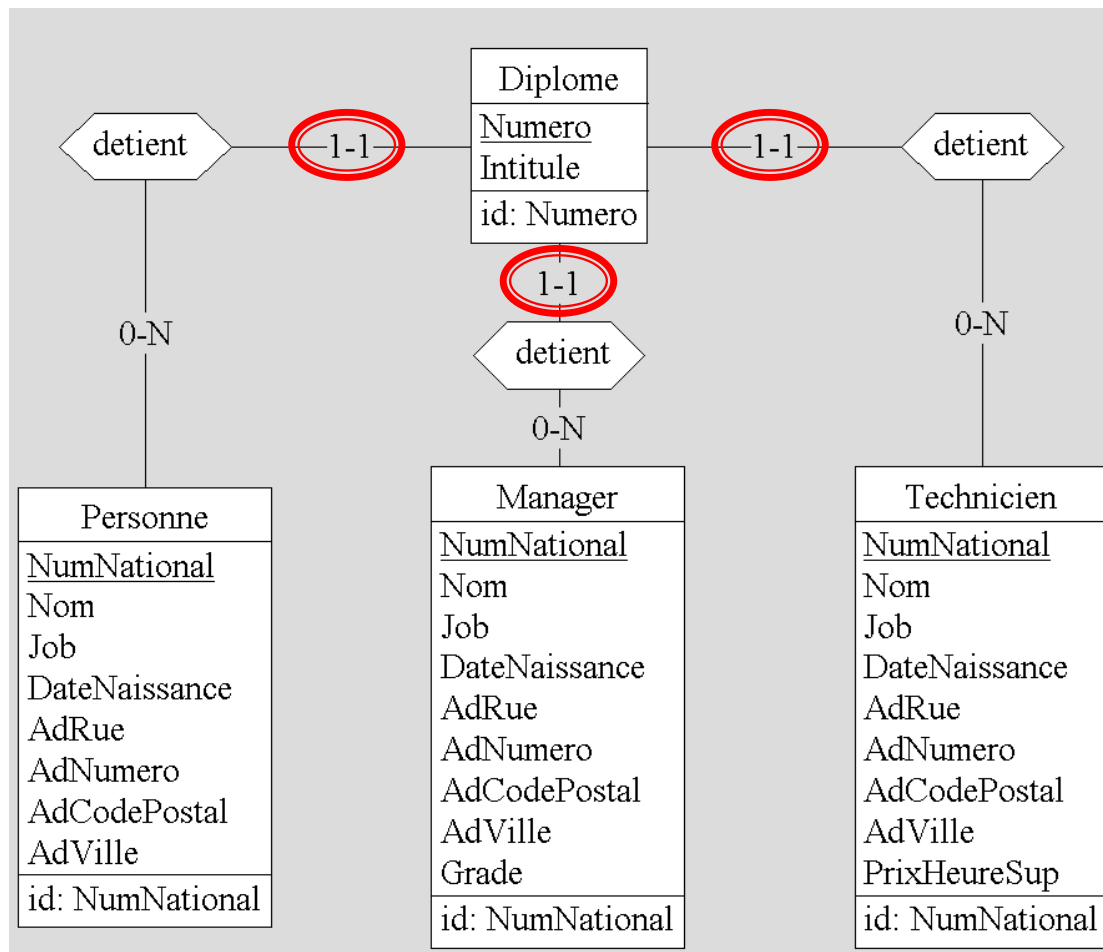 Diplome
Numero
Intitule
id: Numero
detient
1-1
1-1
detient
1-1
0-N
detient
0-N
0-N
Personne
NumNational
Nom
Job
DateNaissance
AdRue
AdNumero
AdCodePostal
AdVille
id: NumNational
Manager
NumNational
Nom
Job
DateNaissance
AdRue
AdNumero
AdCodePostal
AdVille
Grade
id: NumNational
Technicien
NumNational
Nom
Job
DateNaissance
AdRue
AdNumero
AdCodePostal
AdVille
PrixHeureSup
id: NumNational